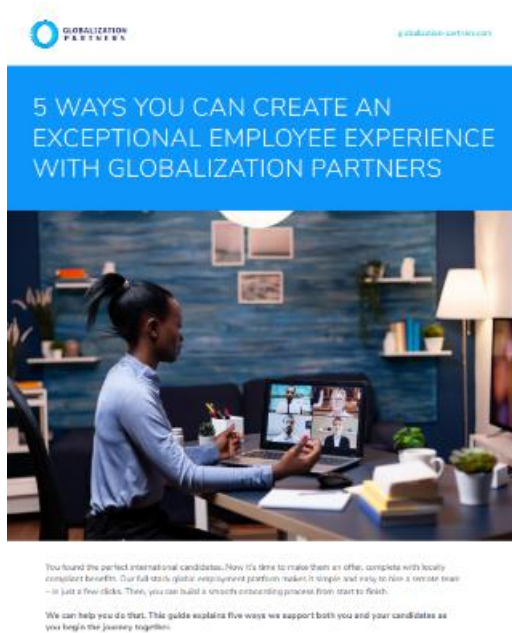 GLOBALIZATION
PARTNERS
globalization-partners.com
5 WAYS YOU CAN CREATE AN
EXCEPTIONAL EMPLOYEE EXPERIENCE
WITH GLOBALIZATION PARTNERS
You found the perfect international candidates. Now it's time to make them an offer, complete with locally
compliant benefits. Our full-stack global employment platform makes it simple and easy to hire a remote team
– in just a few clicks. Then, you can build a smooth onboarding process from start to finish.
We can help you do that. This guide explains five ways we support both you and your candidates as
you begin the journey together.